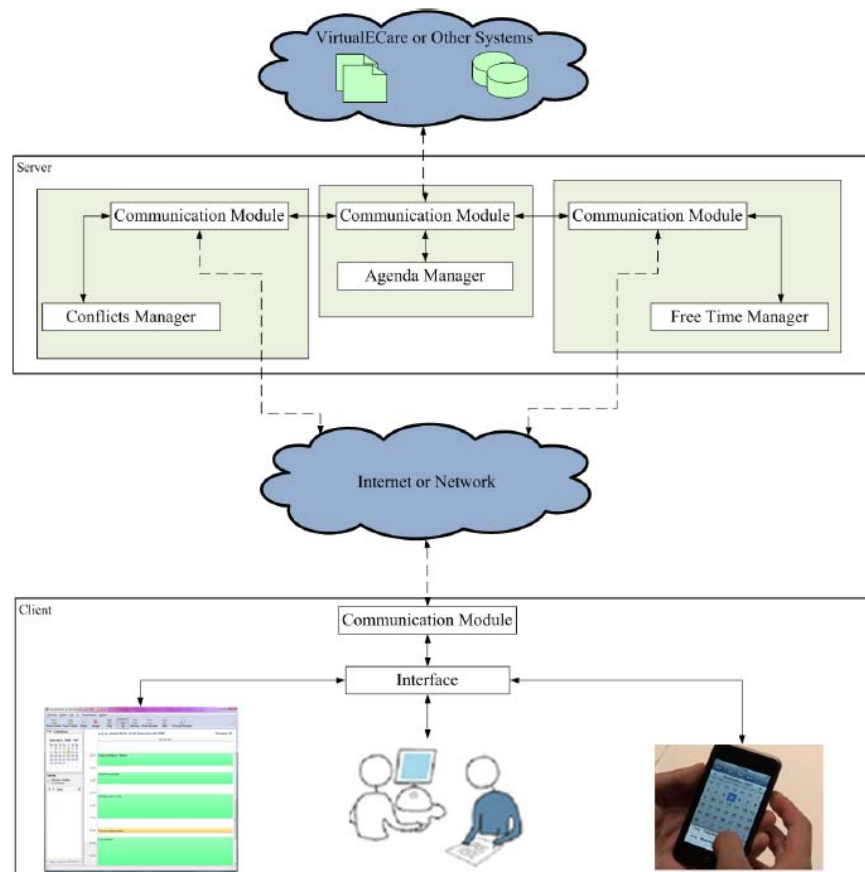 VirtualECare or Other Systems
Server
Communication Module
Communication Module
Communication Module
Agenda Manager
Conflicts Manager
Free Time Manager
Internet or Network
Client
Communication Module
Interface